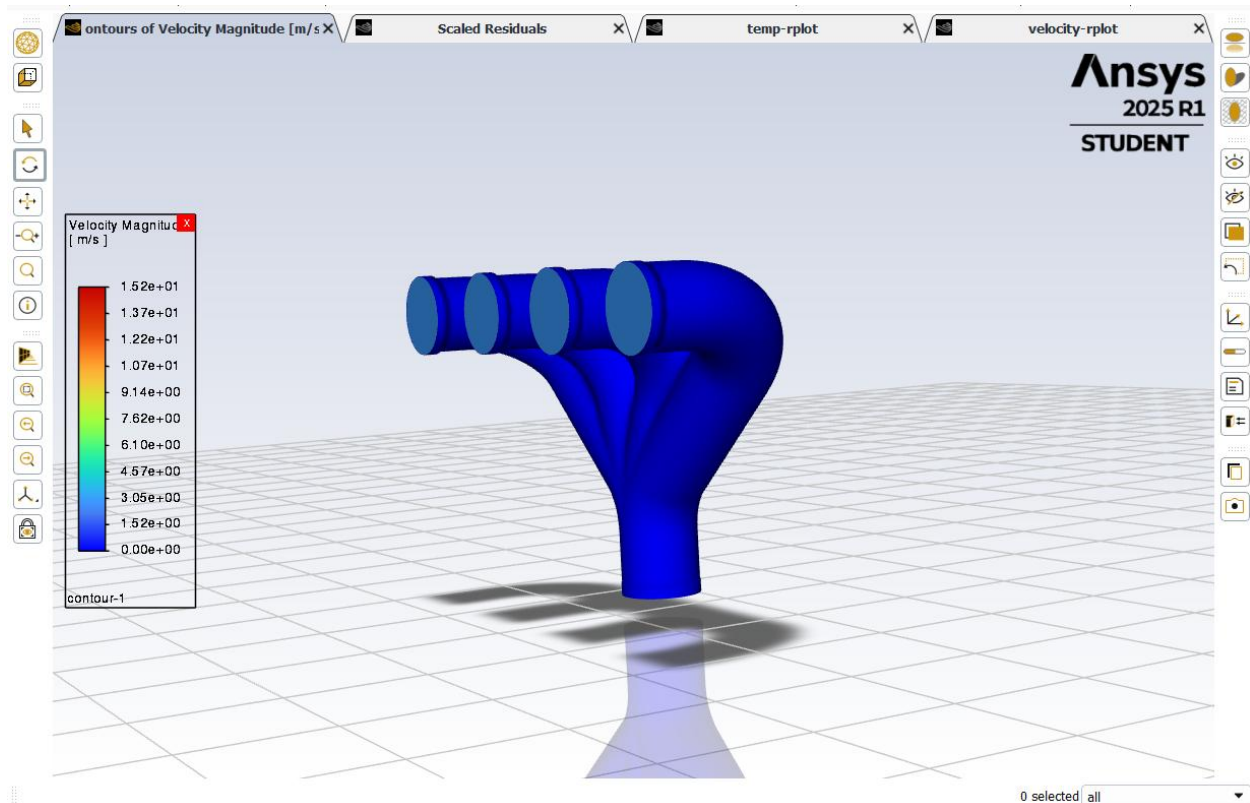 ontours of Velocity Magnitude [m/s
Scaled Residuals
temp-rplot
velocity-rplot
Ansys
2025 R1
STUDENT
Velocity Magnitud
[ m/s ]
1.52e+01
1.37e+01
1.22e+01
1.07e+01
9.14e+00
7.62e+00
6.10e+00
4.57e+00
3.05e+00
1.52e+00
0.00e+00
contour-1
0 selected all